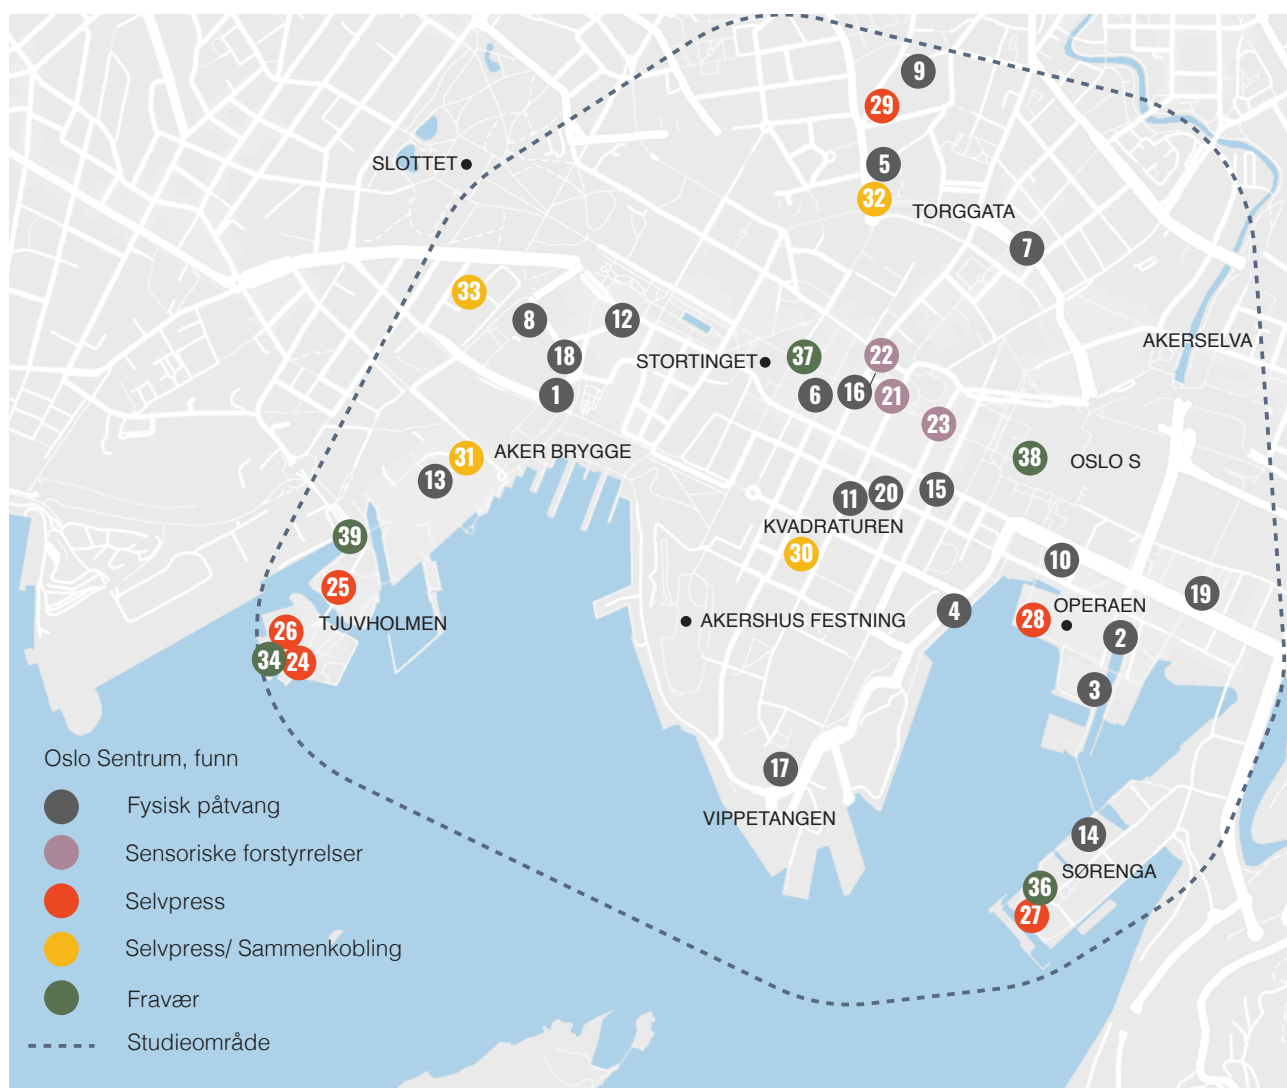 9
29
SLOTTET
5
32
TORGGATA
7
33
8
12
AKERSELVA
18
STORTINGET
37
22
1
6
16
21
23
AKER BRYGGE
31
13
38
OSLO S
11
20
15
KVADRATUREN
39
30
10
25
19
OPERAEN
4
28
26
TJUVHOLMEN
AKERSHUS FESTNING
2
34
24
3
17
VIPPETANGEN
14
SØRENGA
36
27
Oslo Sentrum, funn
Fysisk påtvang
Sensoriske forstyrrelser
Selvpress
Selvpress/ Sammenkobling
Fravær
Studieområde